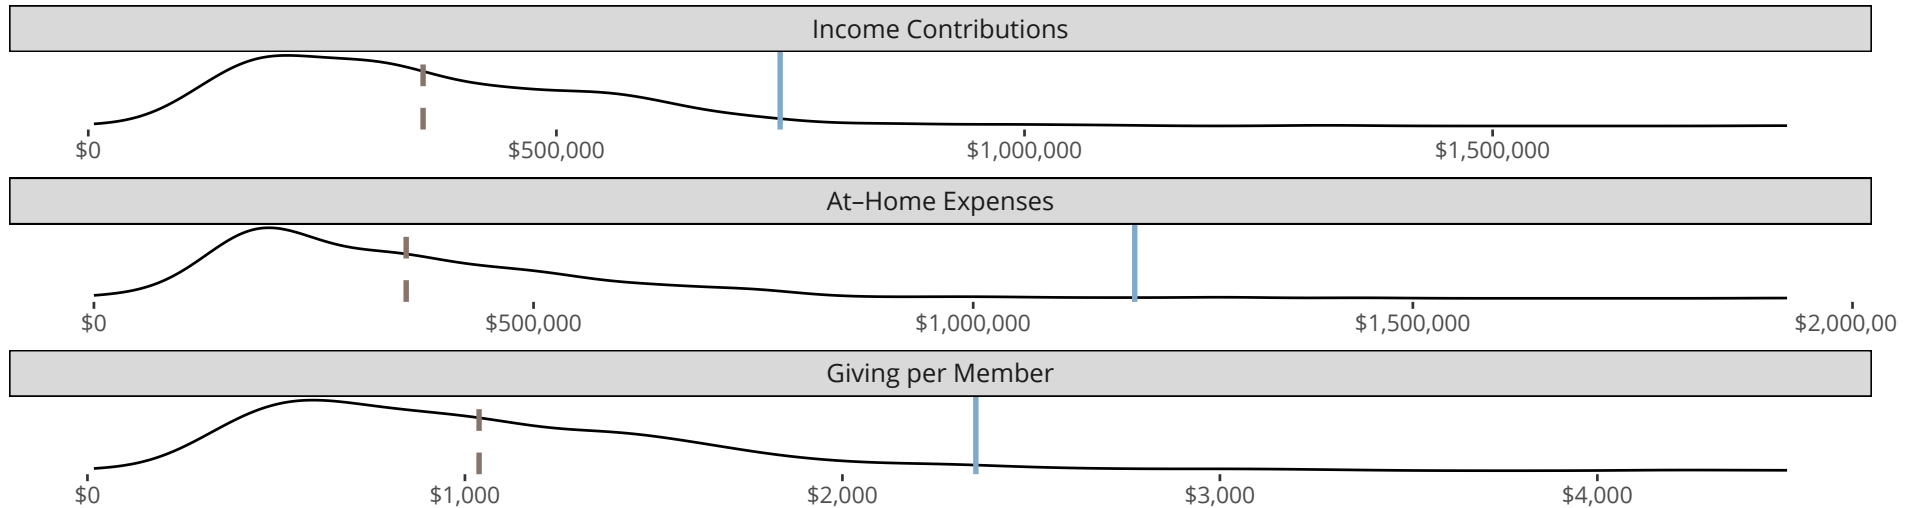 Income Contributions
$0 $500,000 $1,000,000 $1,500,000
At–Home Expenses
$0 $500,000 $1,000,000 $1,500,000 $2,000,00
Giving per Member
$0 $1,000 $2,000 $3,000 $4,000